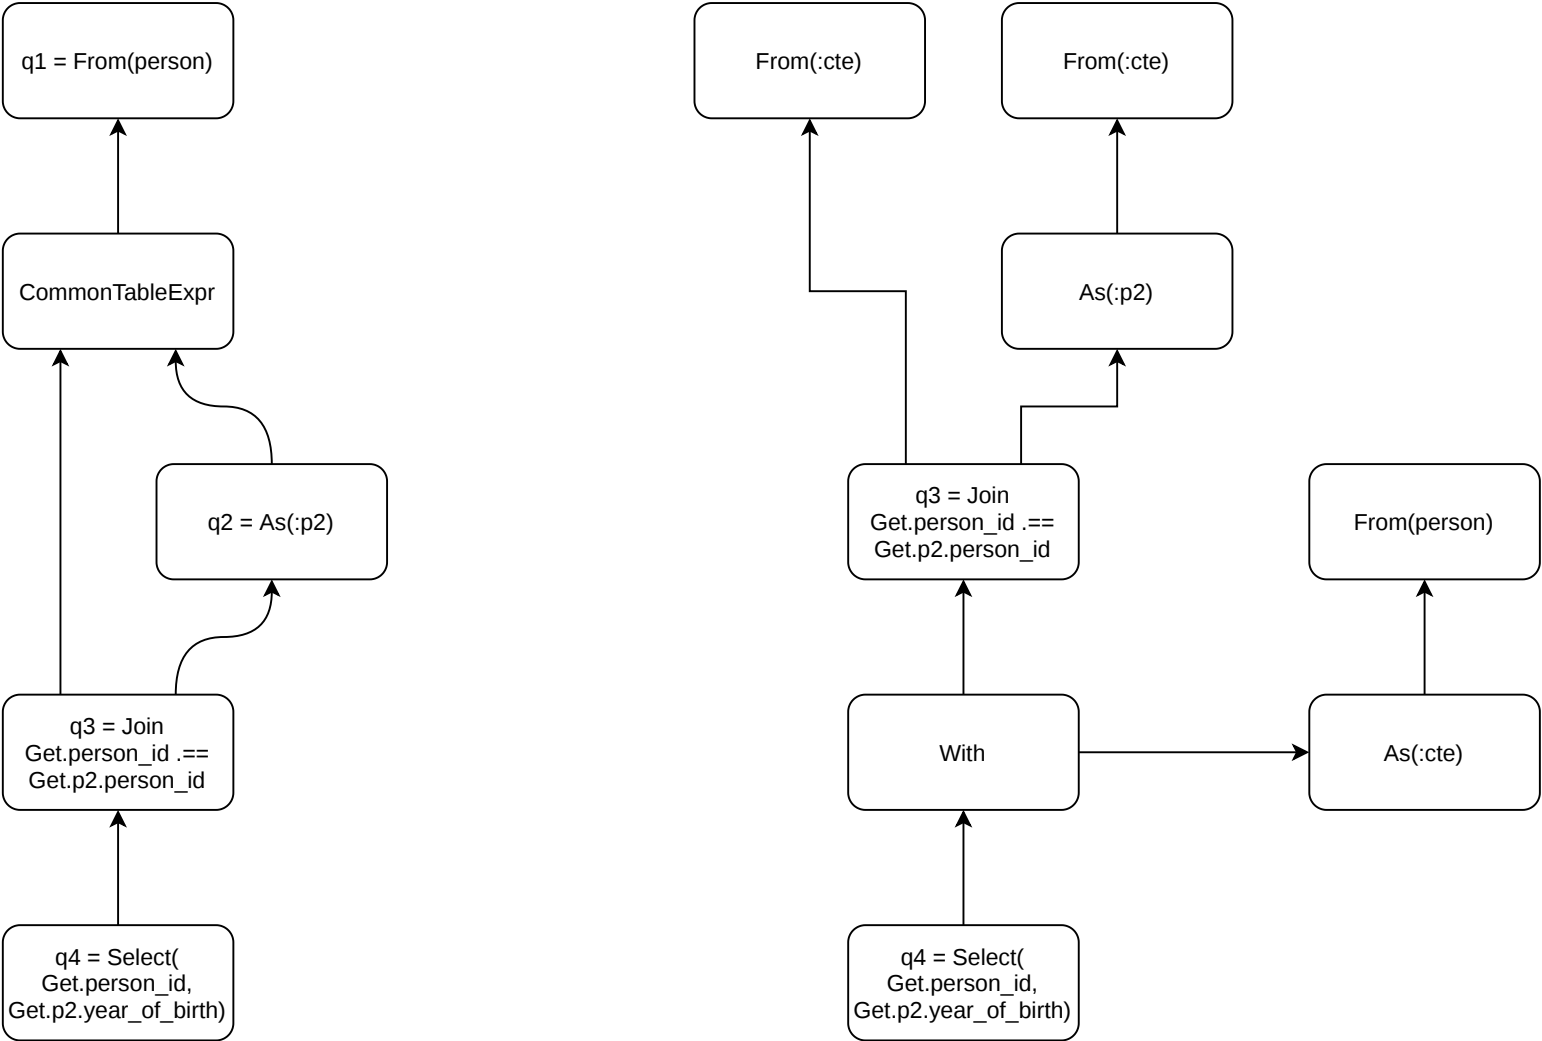 q1 = From(person)
CommonTableExpr
q2 = As(:p2)
q3 = Join
Get.person_id .==
Get.p2.person_id
q4 = Select(
Get.person_id,
Get.p2.year_of_birth)
From(:cte)
From(:cte)
As(:p2)
q3 = Join
Get.person_id .==
Get.p2.person_id
From(person)
With
As(:cte)
q4 = Select(
Get.person_id,
Get.p2.year_of_birth)